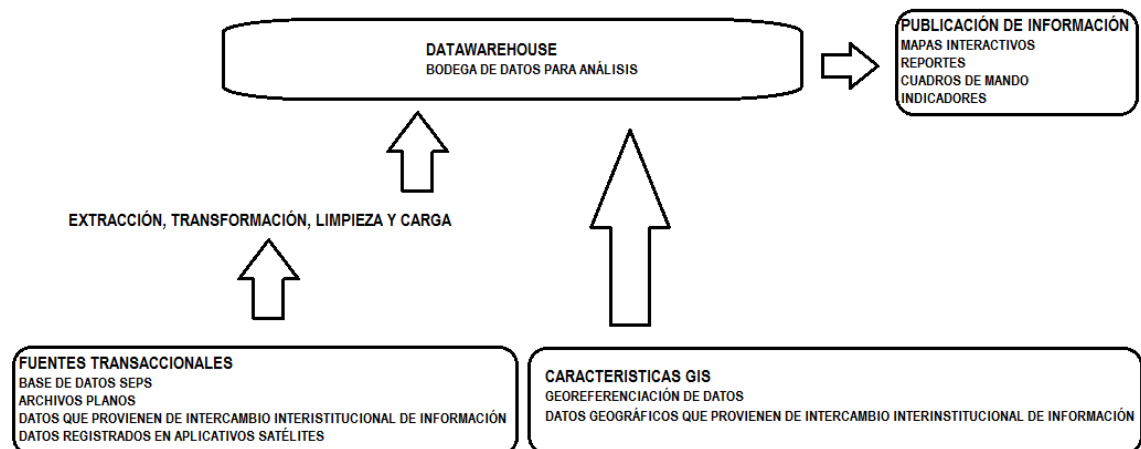 DATAWAREHOUSE
BODEGA DE DATOS PARA ANÁLISIS
PUBLICACIÓN DE INFORMACIÓN
MAPAS INTERACTIVOS
REPORTES
CUADROS DE MANDO
INDICADORES
EXTRACCIÓN, TRANSFORMACIÓN, LIMPIEZA Y CARGA
FUENTES TRANSACCIONALES
BASE DE DATOS SEPS
ARCHIVOS PLANOS
DATOS QUE PROVIENEN DE INTERCAMBIO INTERISTITUCIONAL DE INFORMACIÓN
DATOS REGISTRADOS EN APLICATIVOS SATÉLITES
CARACTERISTICAS GIS
GEOREFERENCIACIÓN DE DATOS
DATOS GEOGRÁFICOS QUE PROVIENEN DE INTERCAMBIO INTERINSTITUCIONAL DE INFORMACIÓN